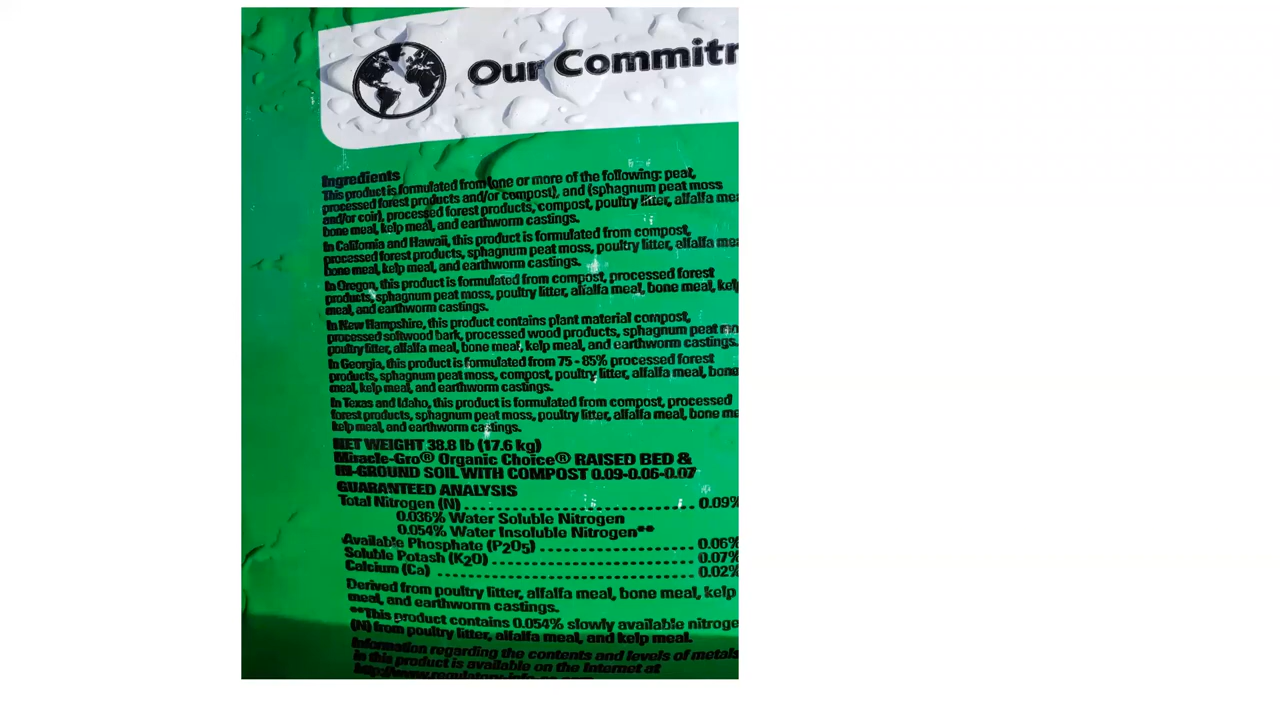 Our Commitm
Ingredients
This product is formulated from (one or more of the following: peat,
processed forest products and/or compost), and (sphagnum peat moss
and/or coir), processed forest products, compost, poultry litter, alfalfa mea
bone meal, kelp meal, and earthworm castings.
In California and Hawaii, this product is formulated from compost,
processed forest products, sphagnum peat moss, poultry litter, alfalfa mea
bone meal, kelp meal, and earthworm castings.
In Oregon, this product is formulated from compost, processed forest
products, sphagnum peat moss, poultry litter, alfalfa meal, bone meal, kelp
meal, and earthworm castings.
In New Hampshire, this product contains plant material compost,
processed softwood bark, processed wood products, sphagnum peat mo
poultry litter, alfalfa meal, bone meal, kelp meal, and earthworm castings.
In Georgia, this product is formulated from 75 - 85% processed forest
products, sphagnum peat moss, compost, poultry litter, alfalfa meal, bone
meal, kelp meal, and earthworm castings.
In Texas and Idaho, this product is formulated from compost, processed
forest products, sphagnum peat moss, poultry litter, alfalfa meal, bone me
kelp meal, and earthworm castings.
NET WEIGHT 38.8 lb (17.6 kg)
Miracle-Gro® Organic Choice® RAISED BED &
IN-GROUND SOIL WITH COMPOST 0.09-0.06-0.07
GUARANTEED ANALYSIS
Total Nitrogen (N) ................................ 0.09%
0.036% Water Soluble Nitrogen
0.054% Water Insoluble Nitrogen**
Available Phosphate (P2O5) ..................... 0.06%
Soluble Potash (K2O) ............................ 0.07%
Calcium (Ca) .................................... 0.02%
Derived from poultry litter, alfalfa meal, bone meal, kelp
meal, and earthworm castings.
**This product contains 0.054% slowly available nitroge
(N) from poultry litter, alfalfa meal, and kelp meal.
Information regarding the contents and levels of metals
in this product is available on the Internet at